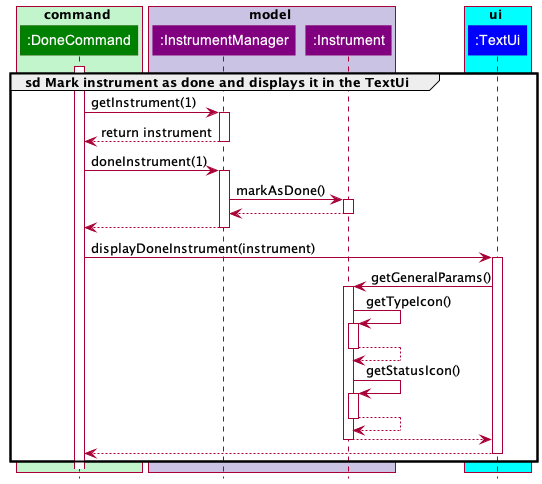 command
model
ui
:DoneCommand
:InstrumentManager
:Instrument
:TextUi
sd Mark instrument as done and displays it in the TextUi
getInstrument(1)
return instrument
doneInstrument(1)
markAsDone()
displayDoneInstrument(instrument)
getGeneralParams()
getTypeIcon()
getStatusIcon()